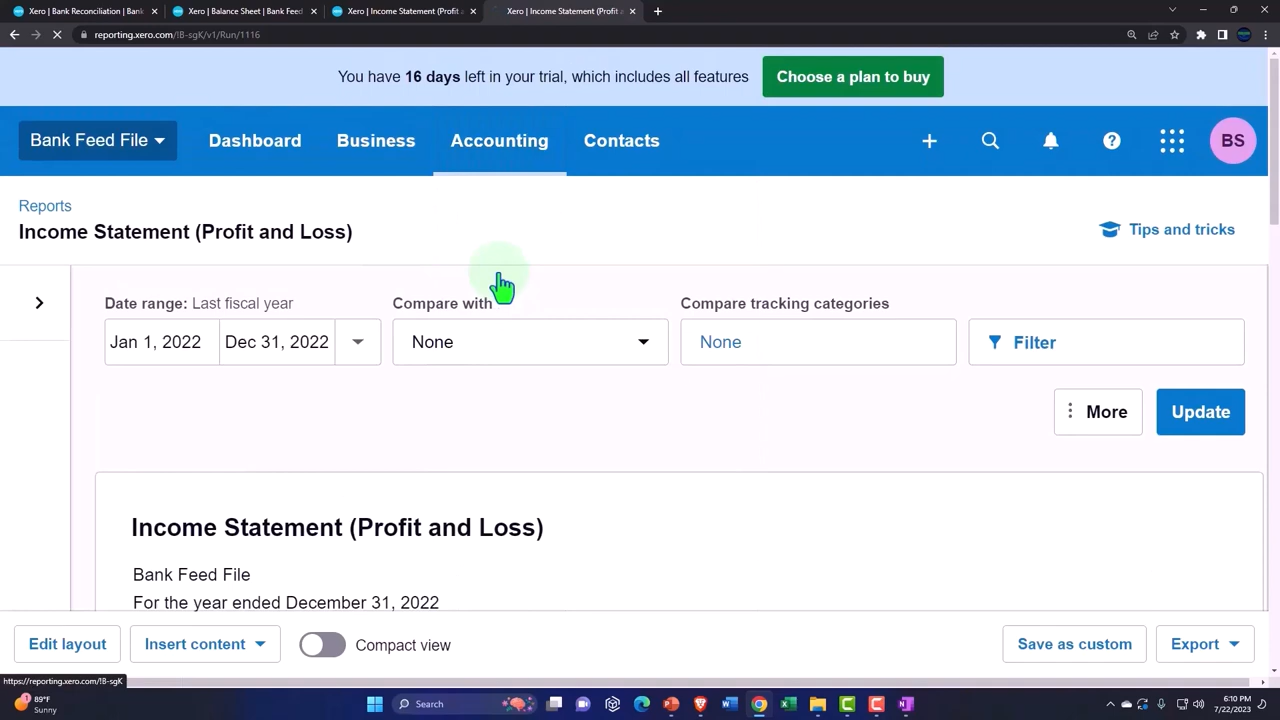 Xero | Bank Reconciliation | Bank
Xero | Balance Sheet | Bank Feed
Xero | Income Statement (Profit a
Xero | Income Statement (Profit a
reporting.xero.com/!B-sgK/v1/Run/1116
You have 16 days left in your trial, which includes all features
Choose a plan to buy
Bank Feed File
Dashboard
Business
Accounting
Contacts
BS
Reports
Income Statement (Profit and Loss)
Tips and tricks
Date range: Last fiscal year
Compare with
Compare tracking categories
Jan 1, 2022
Dec 31, 2022
None
None
Filter
More
Update
Income Statement (Profit and Loss)
Bank Feed File
For the year ended December 31, 2022
Edit layout
Insert content
Compact view
Save as custom
Export
https://reporting.xero.com/!B-sgK
89°F
Sunny
Search
6:10 PM
7/22/2023